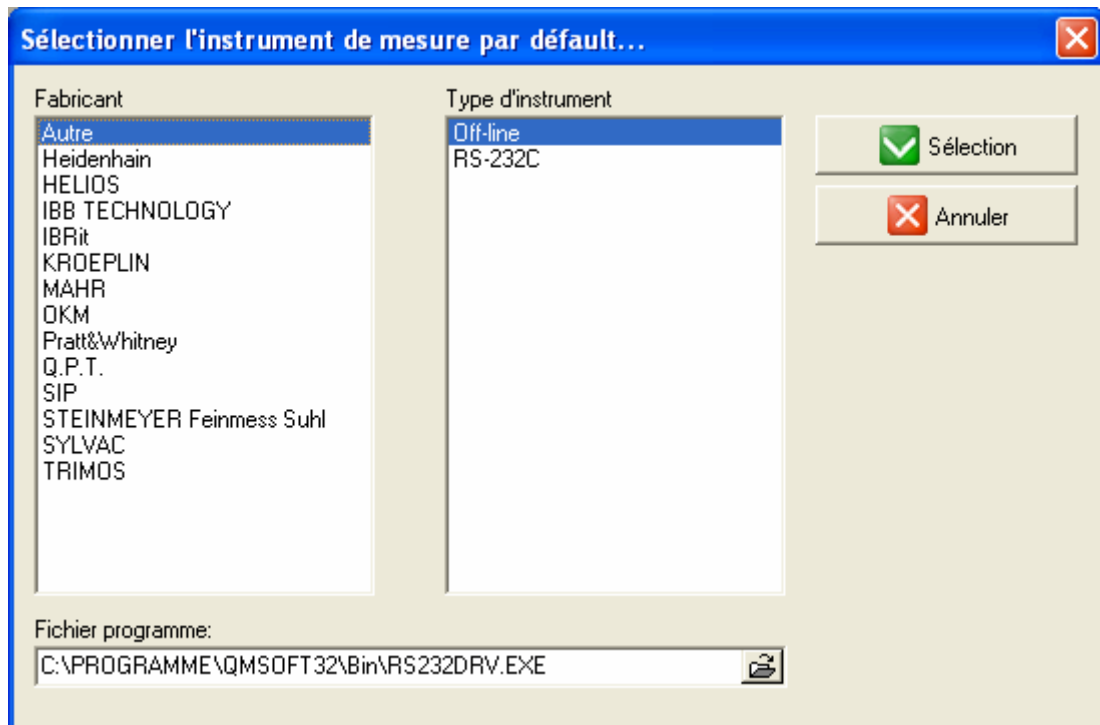 Sélectionner l'instrument de mesure par défault...
Fabricant
Autre
Heidenhain
HELIOS
IBB TECHNOLOGY
IBRit
KROEPLIN
MAHR
OKM
Pratt&Whitney
Q.P.T.
SIP
STEINMEYER Feinmess Suhl
SYLVAC
TRIMOS
Type d'instrument
Off-line
RS-232C
Sélection
Annuler
Fichier programme:
C:\PROGRAMME\QMSOFT32\Bin\RS232DRV.EXE